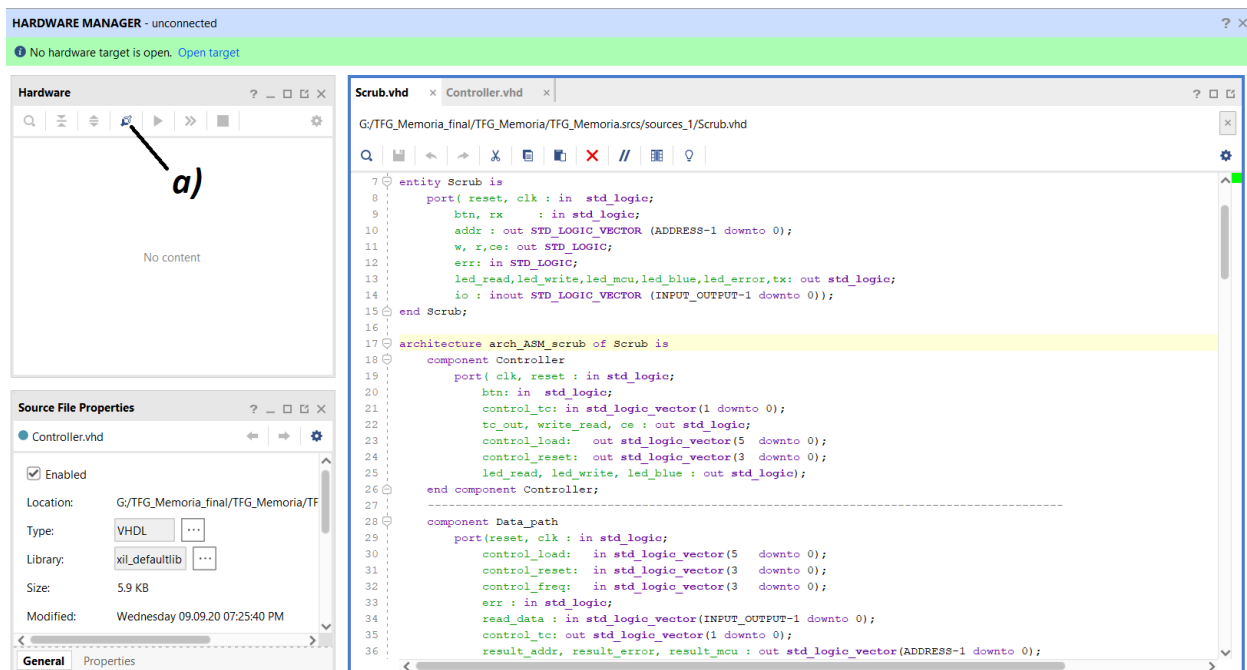 HARDWARE MANAGER - unconnected
No hardware target is open. Open target
Hardware
a)
No content
Source File Properties
Controller.vhd
Enabled
Location: G:/TFG_Memoria_final/TFG_Memoria/TF
Type: VHDL
Library: xil_defaultlib
Size: 5.9 KB
Modified: Wednesday 09.09.20 07:25:40 PM
General Properties
Scrub.vhd Controller.vhd
G:/TFG_Memoria_final/TFG_Memoria/TFG_Memoria.srcs/sources_1/Scrub.vhd
7 entity Scrub is
8 port( reset, clk : in std_logic;
9 btn, rx : in std_logic;
10 addr : out STD_LOGIC_VECTOR (ADDRESS-1 downto 0);
11 w, r,ce: out STD_LOGIC;
12 err: in STD_LOGIC;
13 led_read,led_write,led_mcu,led_blue,led_error,tx: out std_logic;
14 io : inout STD_LOGIC_VECTOR (INPUT_OUTPUT-1 downto 0));
15 end Scrub;
16
17 architecture arch_ASM_scrub of Scrub is
18 component Controller
19 port( clk, reset : in std_logic;
20 btn: in std_logic;
21 control_tc: in std_logic_vector(1 downto 0);
22 tc_out, write_read, ce : out std_logic;
23 control_load: out std_logic_vector(5 downto 0);
24 control_reset: out std_logic_vector(3 downto 0);
25 led_read, led_write, led_blue : out std_logic);
26 end component Controller;
27 --------------------------------------------------------------------------------
28 component Data_path
29 port(reset, clk : in std_logic;
30 control_load: in std_logic_vector(5 downto 0);
31 control_reset: in std_logic_vector(3 downto 0);
32 control_freq: in std_logic_vector(3 downto 0);
33 err : in std_logic;
34 read_data : in std_logic_vector(INPUT_OUTPUT-1 downto 0);
35 control_tc: out std_logic_vector(1 downto 0);
36 result_addr, result_error, result_mcu : out std_logic_vector(ADDRESS-1 downto 0);